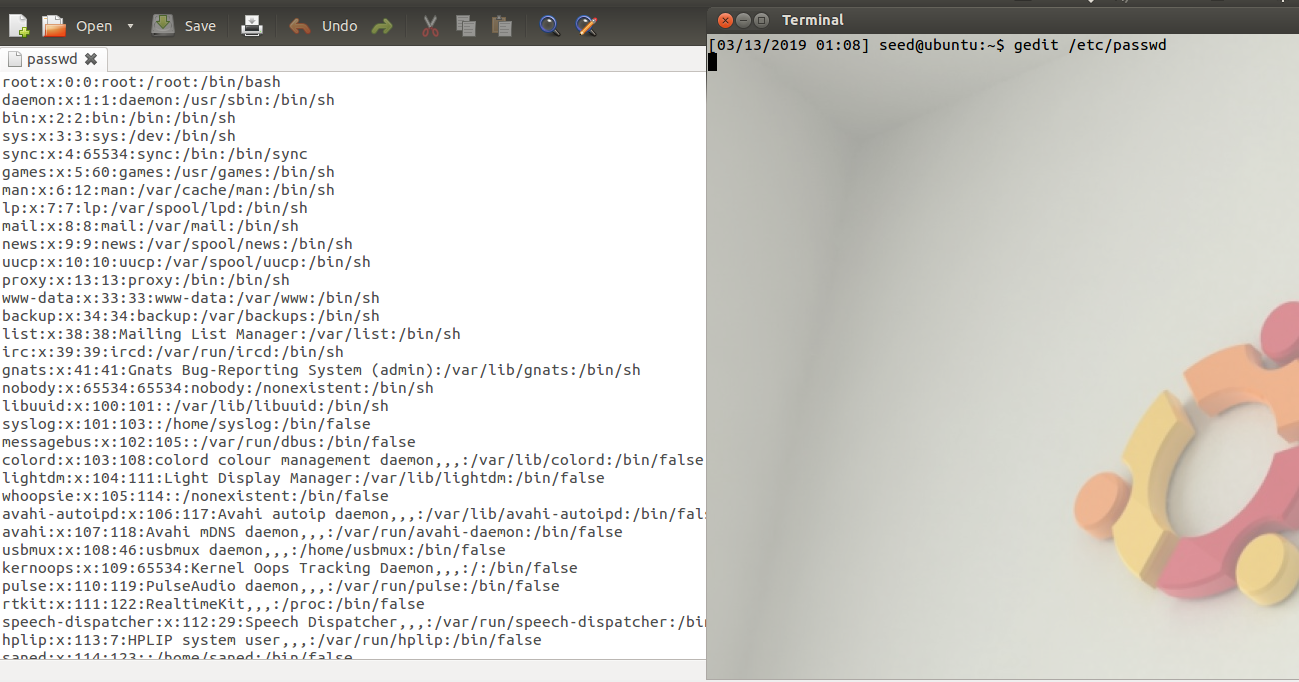 Open Save Undo
passwd
root:x:0:0:root:/root:/bin/bash
daemon:x:1:1:daemon:/usr/sbin:/bin/sh
bin:x:2:2:bin:/bin:/bin/sh
sys:x:3:3:sys:/dev:/bin/sh
sync:x:4:65534:sync:/bin:/bin/sync
games:x:5:60:games:/usr/games:/bin/sh
man:x:6:12:man:/var/cache/man:/bin/sh
lp:x:7:7:lp:/var/spool/lpd:/bin/sh
mail:x:8:8:mail:/var/mail:/bin/sh
news:x:9:9:news:/var/spool/news:/bin/sh
uucp:x:10:10:uucp:/var/spool/uucp:/bin/sh
proxy:x:13:13:proxy:/bin:/bin/sh
www-data:x:33:33:www-data:/var/www:/bin/sh
backup:x:34:34:backup:/var/backups:/bin/sh
list:x:38:38:Mailing List Manager:/var/list:/bin/sh
irc:x:39:39:ircd:/var/run/ircd:/bin/sh
gnats:x:41:41:Gnats Bug-Reporting System (admin):/var/lib/gnats:/bin/sh
nobody:x:65534:65534:nobody:/nonexistent:/bin/sh
libuuid:x:100:101::/var/lib/libuuid:/bin/sh
syslog:x:101:103::/home/syslog:/bin/false
messagebus:x:102:105::/var/run/dbus:/bin/false
colord:x:103:108:colord colour management daemon,,,:/var/lib/colord:/bin/false
lightdm:x:104:111:Light Display Manager:/var/lib/lightdm:/bin/false
whoopsie:x:105:114::/nonexistent:/bin/false
avahi-autoipd:x:106:117:Avahi autoip daemon,,,:/var/lib/avahi-autoipd:/bin/fal
avahi:x:107:118:Avahi mDNS daemon,,,:/var/run/avahi-daemon:/bin/false
usbmux:x:108:46:usbmux daemon,,,:/home/usbmux:/bin/false
kernoops:x:109:65534:Kernel Oops Tracking Daemon,,,:/:/bin/false
pulse:x:110:119:PulseAudio daemon,,,:/var/run/pulse:/bin/false
rtkit:x:111:122:RealtimeKit,,,:/proc:/bin/false
speech-dispatcher:x:112:29:Speech Dispatcher,,,:/var/run/speech-dispatcher:/bi
hplip:x:113:7:HPLIP system user,,,:/var/run/hplip:/bin/false
saned:x:114:123::/home/saned:/bin/false
Terminal
[03/13/2019 01:08] seed@ubuntu:~$ gedit /etc/passwd